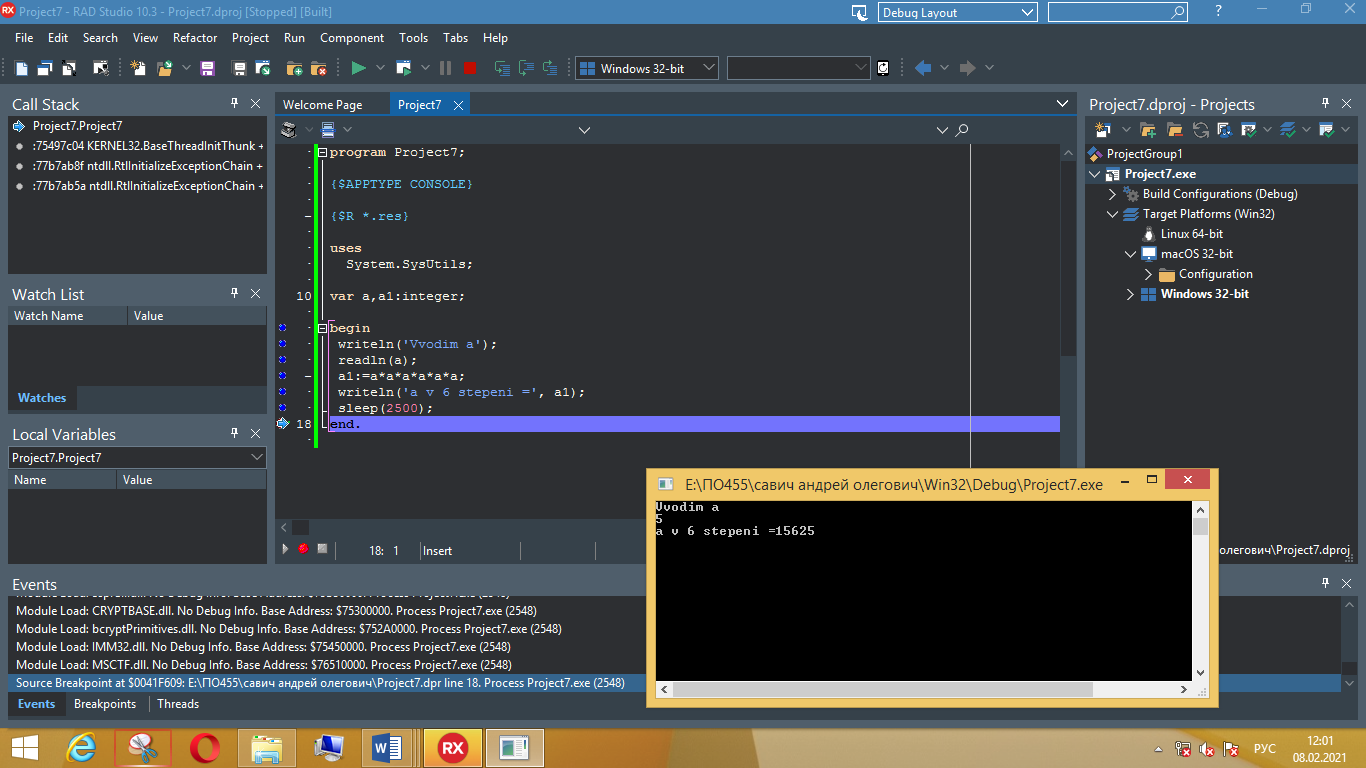 Project7 - RAD Studio 10.3 - Project7.dproj [Stopped] [Built]
Debug Layout
?
File Edit Search View Refactor Project Run Component Tools Tabs Help
Windows 32-bit
Call Stack
Project7.Project7
:75497c04 KERNEL32.BaseThreadInitThunk +
:77b7ab8f ntdll.RtlInitializeExceptionChain +
:77b7ab5a ntdll.RtlInitializeExceptionChain +
Watch List
Watch Name Value
Watches
Local Variables
Project7.Project7
Name Value
Welcome Page Project7
program Project7;
{$APPTYPE CONSOLE}
{$R *.res}
uses
System.SysUtils;
10 var a,a1:integer;
begin
writeln('Vvodim a');
readln(a);
a1:=a*a*a*a*a*a;
writeln('a v 6 stepeni =', a1);
sleep(2500);
18 end.
18: 1 Insert
Project7.dproj - Projects
ProjectGroup1
Project7.exe
Build Configurations (Debug)
Target Platforms (Win32)
Linux 64-bit
macOS 32-bit
Configuration
Windows 32-bit
олегович\Project7.dproj
E:\ПО455\савич андрей олегович\Win32\Debug\Project7.exe
Vvodim a
5
a v 6 stepeni =15625
Events
Module Load: CRYPTBASE.dll. No Debug Info. Base Address: $75300000. Process Project7.exe (2548)
Module Load: bcryptPrimitives.dll. No Debug Info. Base Address: $752A0000. Process Project7.exe (2548)
Module Load: IMM32.dll. No Debug Info. Base Address: $75450000. Process Project7.exe (2548)
Module Load: MSCTF.dll. No Debug Info. Base Address: $76510000. Process Project7.exe (2548)
Source Breakpoint at $0041F609: E:\ПО455\савич андрей олегович\Project7.dpr line 18. Process Project7.exe (2548)
Events Breakpoints Threads
RX
РУС
12:01
08.02.2021